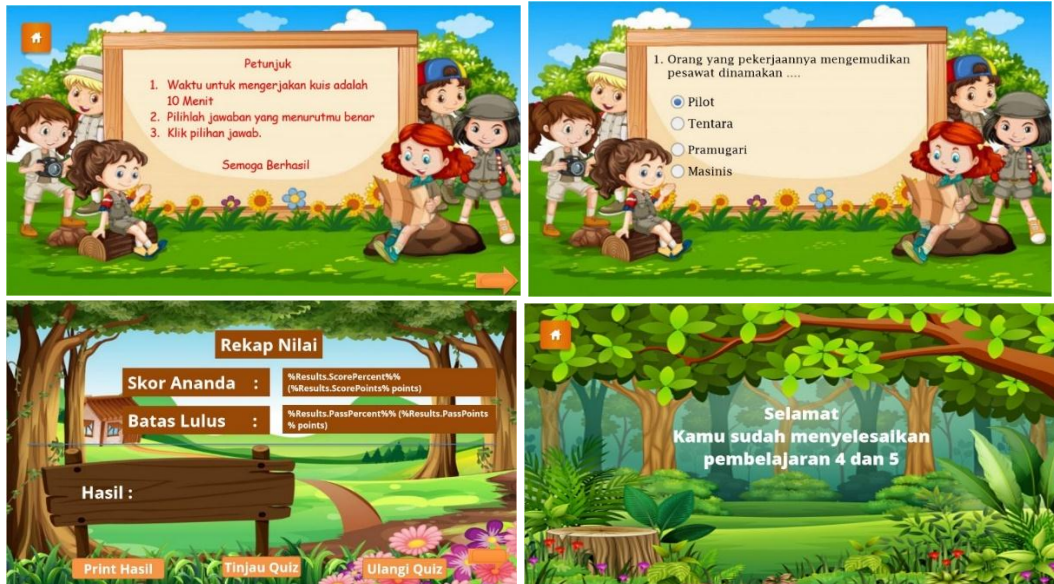 Petunjuk
1. Waktu untuk mengerjakan kuis adalah
10 Menit
2. Pilihlah jawaban yang menurutmu benar
3. Klik pilihan jawab.
Semoga Berhasil
1. Orang yang pekerjaannya mengemudikan
pesawat dinamakan ....
Pilot
Tentara
Pramugari
Masinis
Rekap Nilai
Skor Ananda :
%Results.ScorePercent%%
(%Results.ScorePoints% points)
Batas Lulus :
%Results.PassPercent%% (%Results.PassPoints
% points)
Hasil :
Print Hasil
Tinjau Quiz
Ulangi Quiz
Selamat
Kamu sudah menyelesaikan
pembelajaran 4 dan 5